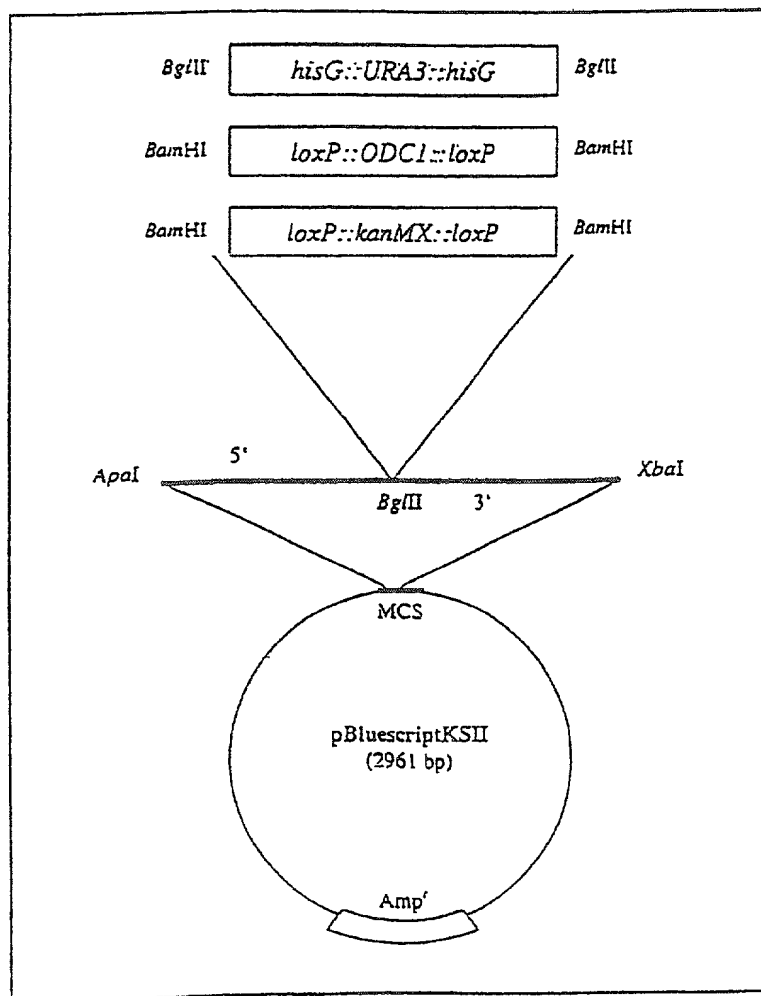 BglII hisG::URA3::hisG BglII
BamHI loxP::ODC1::loxP BamHI
BamHI loxP::kanMX::loxP BamHI
5'
ApaI XbaI
BglII 3'
MCS
pBluescriptKSII
(2961 bp)
Ampʳ